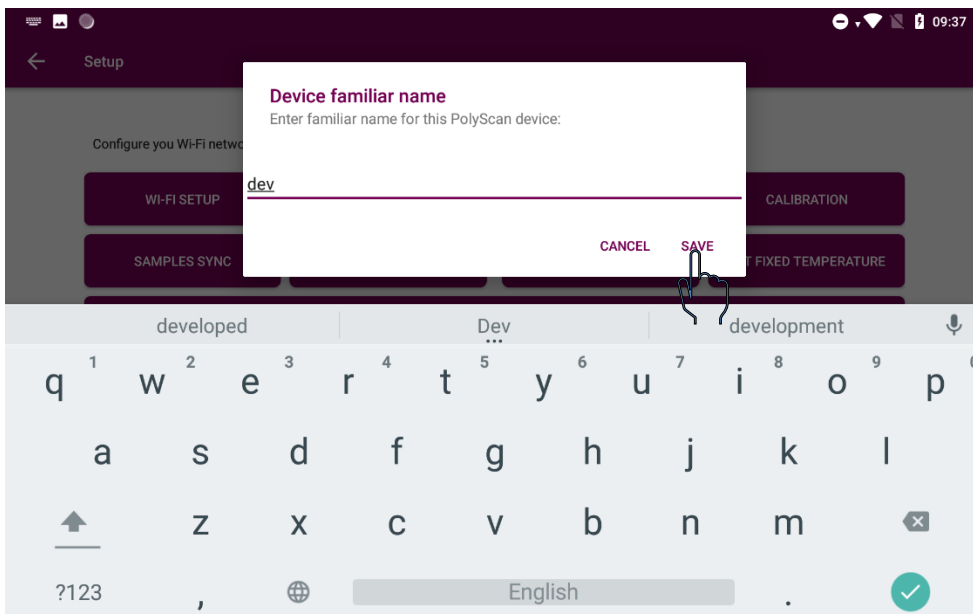 09:37
Setup
Device familiar name
Enter familiar name for this PolyScan device:
Configure you Wi-Fi netwo
dev
WI-FI SETUP
CALIBRATION
CANCEL SAVE
SAMPLES SYNC
T FIXED TEMPERATURE
developed Dev development
1 2 3 4 5 6 7 8 9
q w e r t y u i o p
a s d f g h j k l
z x c v b n m
?123 , English .